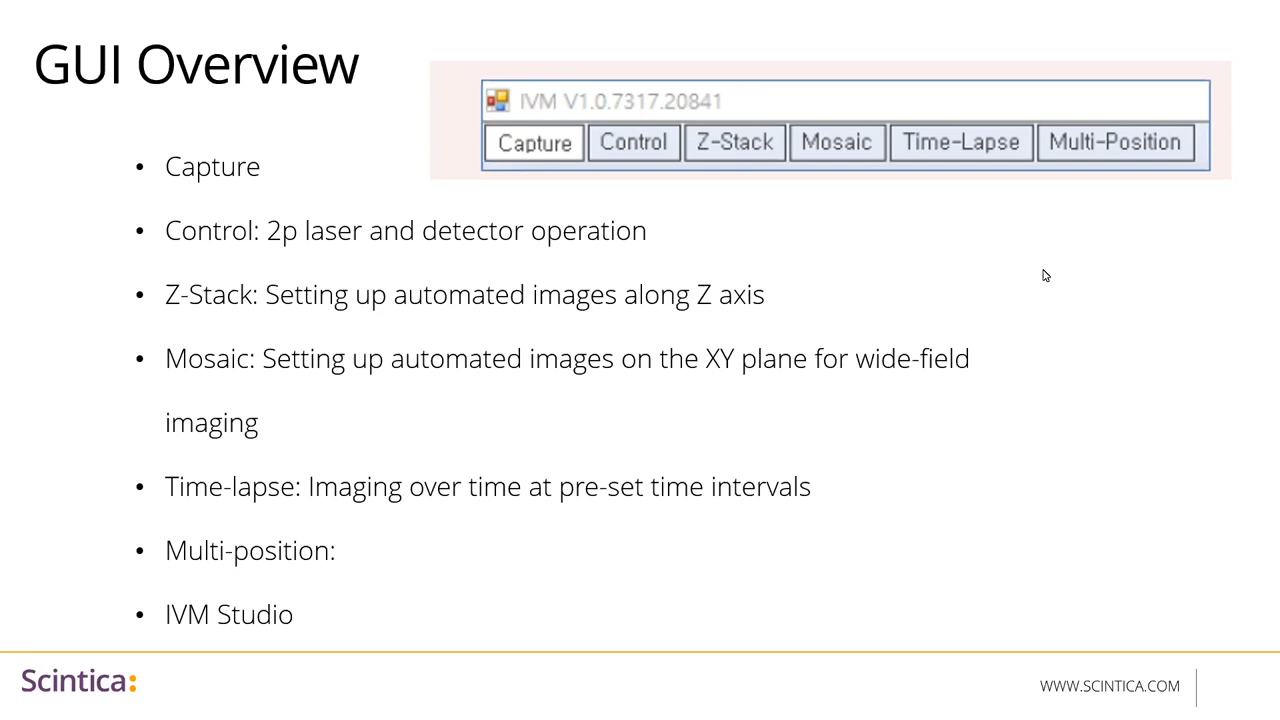 GUI Overview
IVM V1.0.7317.20841
Capture Control Z-Stack Mosaic Time-Lapse Multi-Position
• Capture
• Control: 2p laser and detector operation
• Z-Stack: Setting up automated images along Z axis
• Mosaic: Setting up automated images on the XY plane for wide-field
imaging
• Time-lapse: Imaging over time at pre-set time intervals
• Multi-position:
• IVM Studio
Scintica:
WWW.SCINTICA.COM